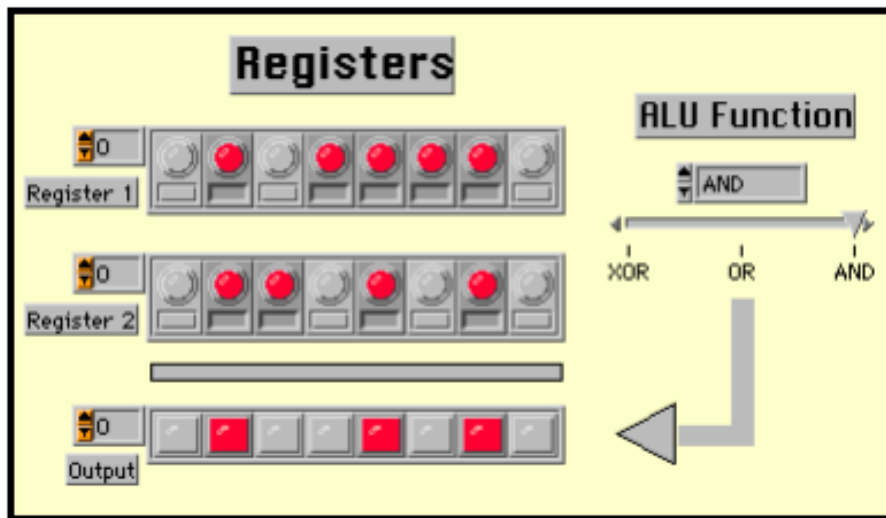 Registers
ALU Function
0
Register 1
AND
XOR OR AND
0
Register 2
0
Output